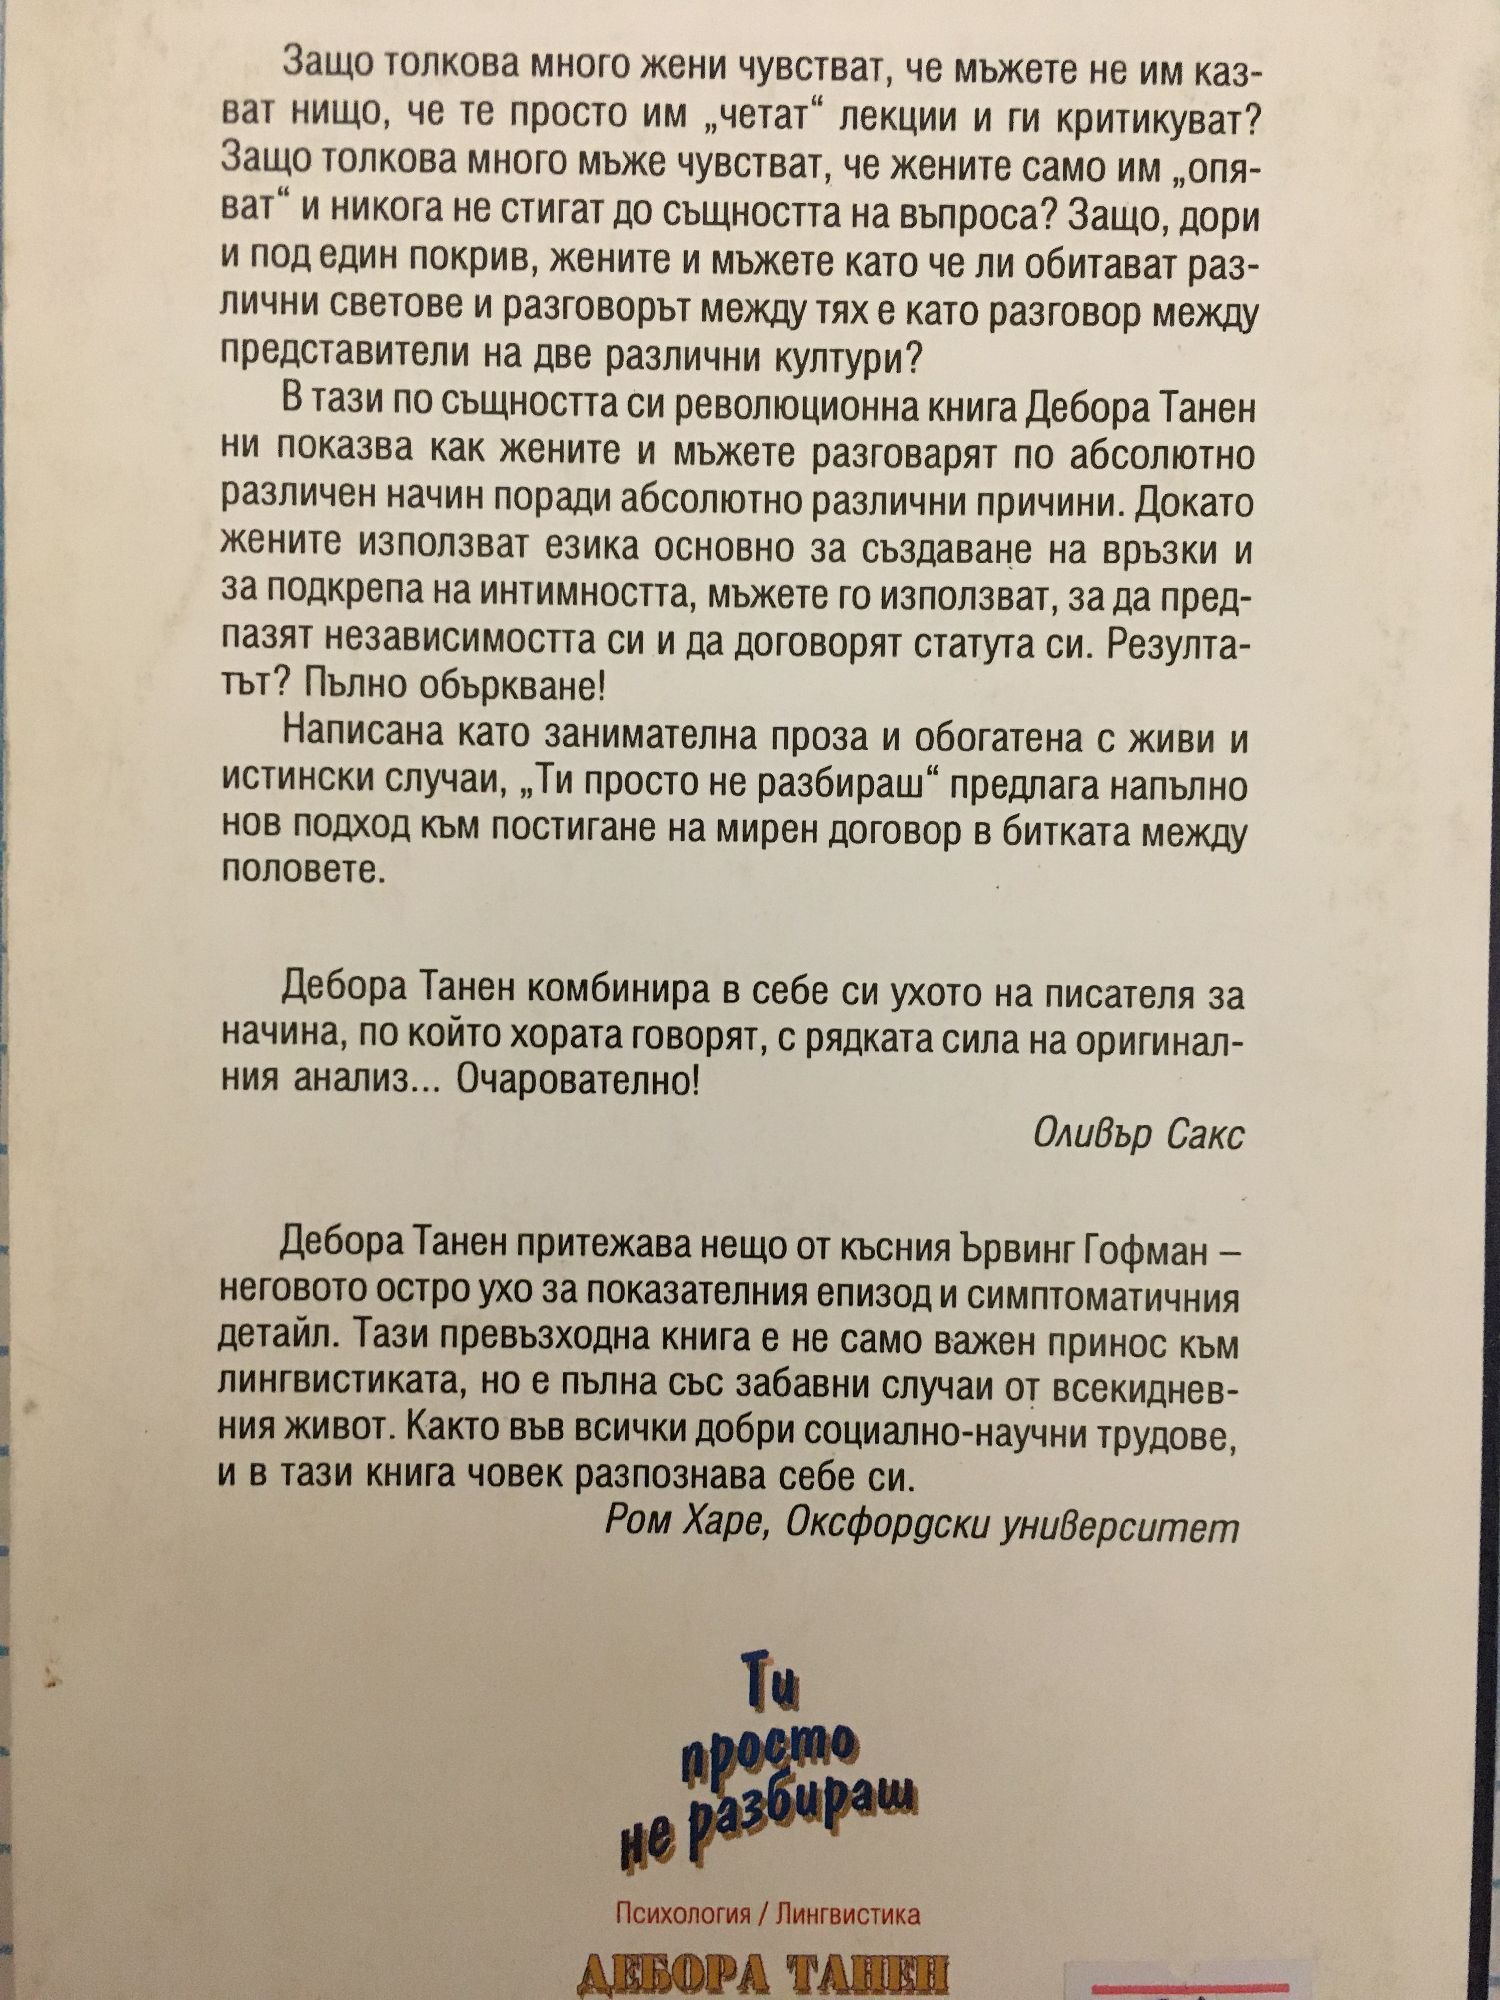 Защо толкова много жени чувстват, че мъжете не им каз-
ват нищо, че те просто им „четат“ лекции и ги критикуват?
Защо толкова много мъже чувстват, че жените само им „опя-
ват“ и никога не стигат до същността на въпроса? Защо, дори
и под един покрив, жените и мъжете като че ли обитават раз-
лични светове и разговорът между тях е като разговор между
представители на две различни култури?
В тази по същността си революционна книга Дебора Танен
ни показва как жените и мъжете разговарят по абсолютно
различен начин поради абсолютно различни причини. Докато
жените използват езика основно за създаване на връзки и
за подкрепа на интимността, мъжете го използват, за да пред-
пазят независимостта си и да договорят статута си. Резулта-
тът? Пълно объркване!
Написана като занимателна проза и обогатена с живи и
истински случаи, „Ти просто не разбираш“ предлага напълно
нов подход към постигане на мирен договор в битката между
половете.
Дебора Танен комбинира в себе си ухото на писателя за
начина, по който хората говорят, с рядката сила на оригинал-
ния анализ... Очарователно!
Оливър Сакс
Дебора Танен притежава нещо от късния Ървинг Гофман –
неговото остро ухо за показателния епизод и симптоматичния
детайл. Тази превъзходна книга е не само важен принос към
лингвистиката, но е пълна със забавни случаи от всекиднев-
ния живот. Както във всички добри социално-научни трудове,
и в тази книга човек разпознава себе си.
Ром Харе, Оксфордски университет
Ти
просто
не разбираш
Психология / Лингвистика
ДЕБОРА ТАНЕН